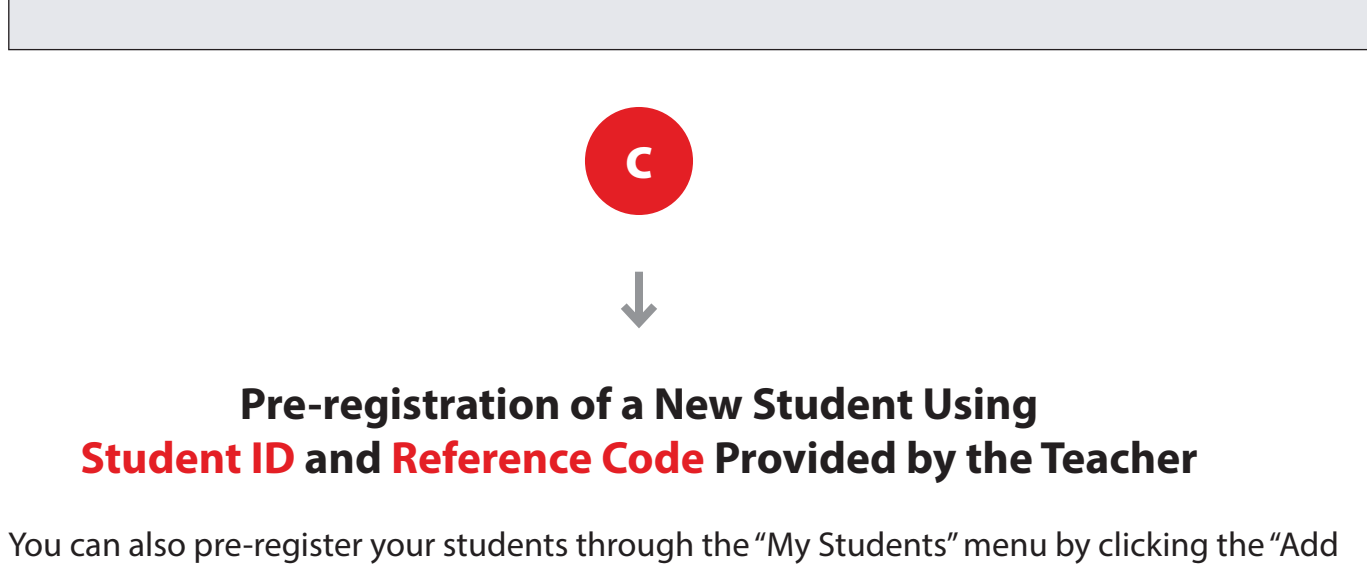 C
Pre-registration of a New Student Using
Student ID and Reference Code Provided by the Teacher
You can also pre-register your students through the “My Students” menu by clicking the “Add